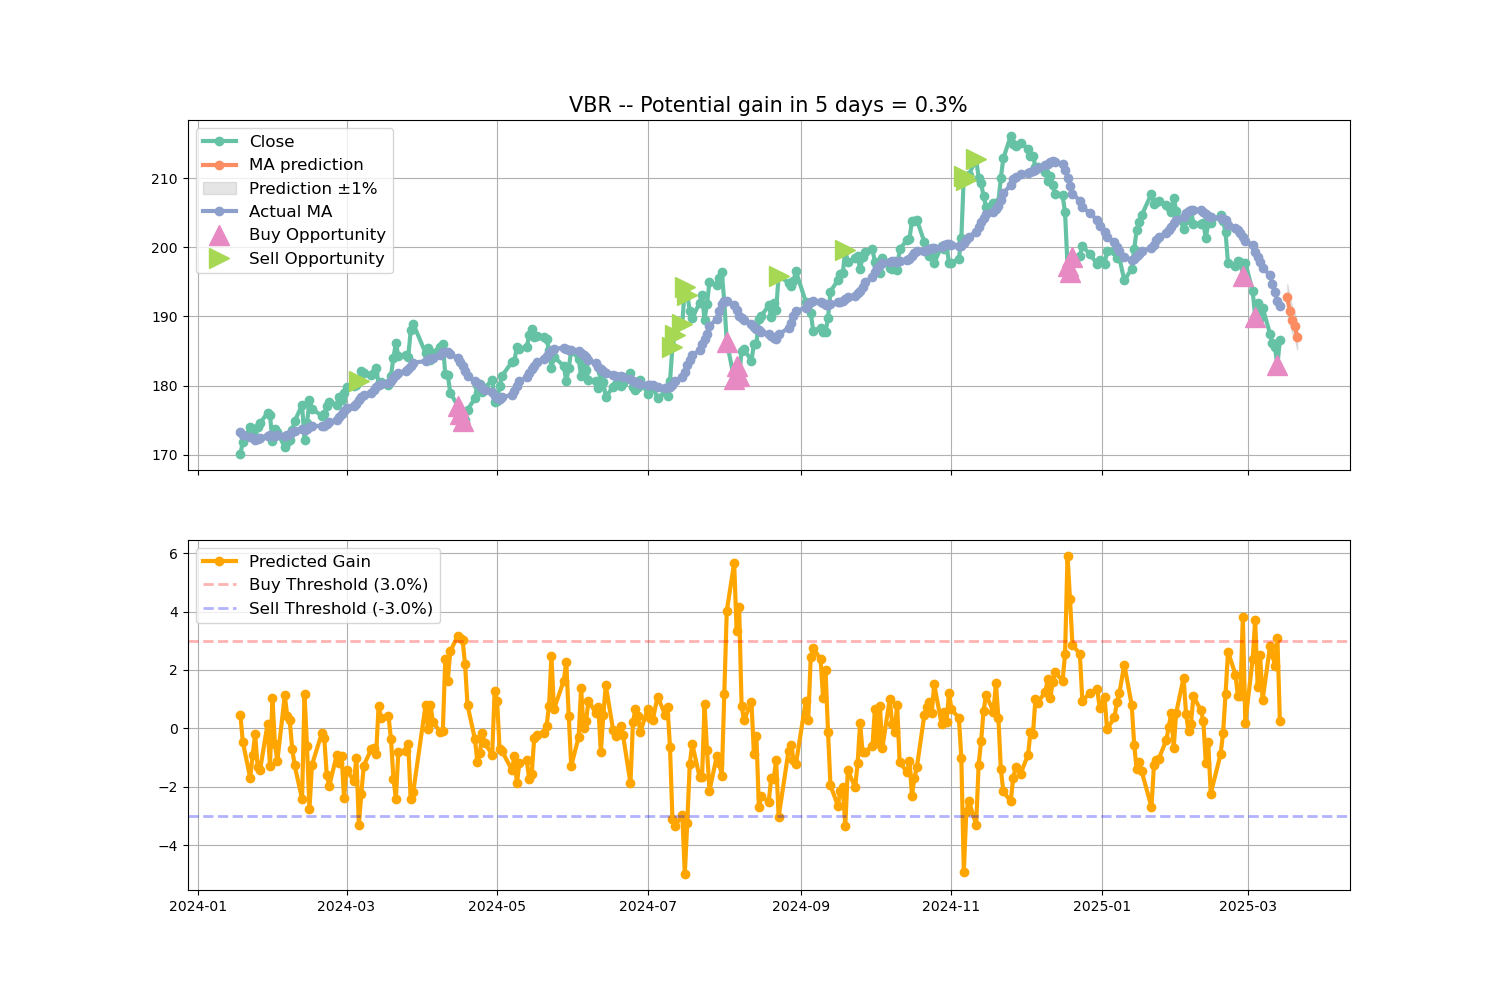 VBR -- Potential gain in 5 days = 0.3%
Close
MA prediction
Prediction ±1%
Actual MA
Buy Opportunity
Sell Opportunity
210
200
190
180
170
Predicted Gain
Buy Threshold (3.0%)
Sell Threshold (-3.0%)
6
4
2
0
−2
−4
2024-01 2024-03 2024-05 2024-07 2024-09 2024-11 2025-01 2025-03